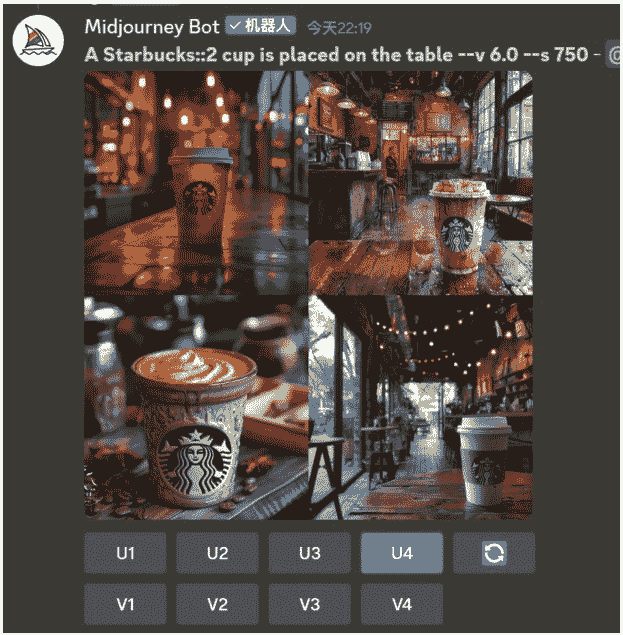 Midjourney Bot ✓机器人 今天22:19
A Starbucks::2 cup is placed on the table --v 6.0 --s 750 - @
U1 U2 U3 U4
V1 V2 V3 V4